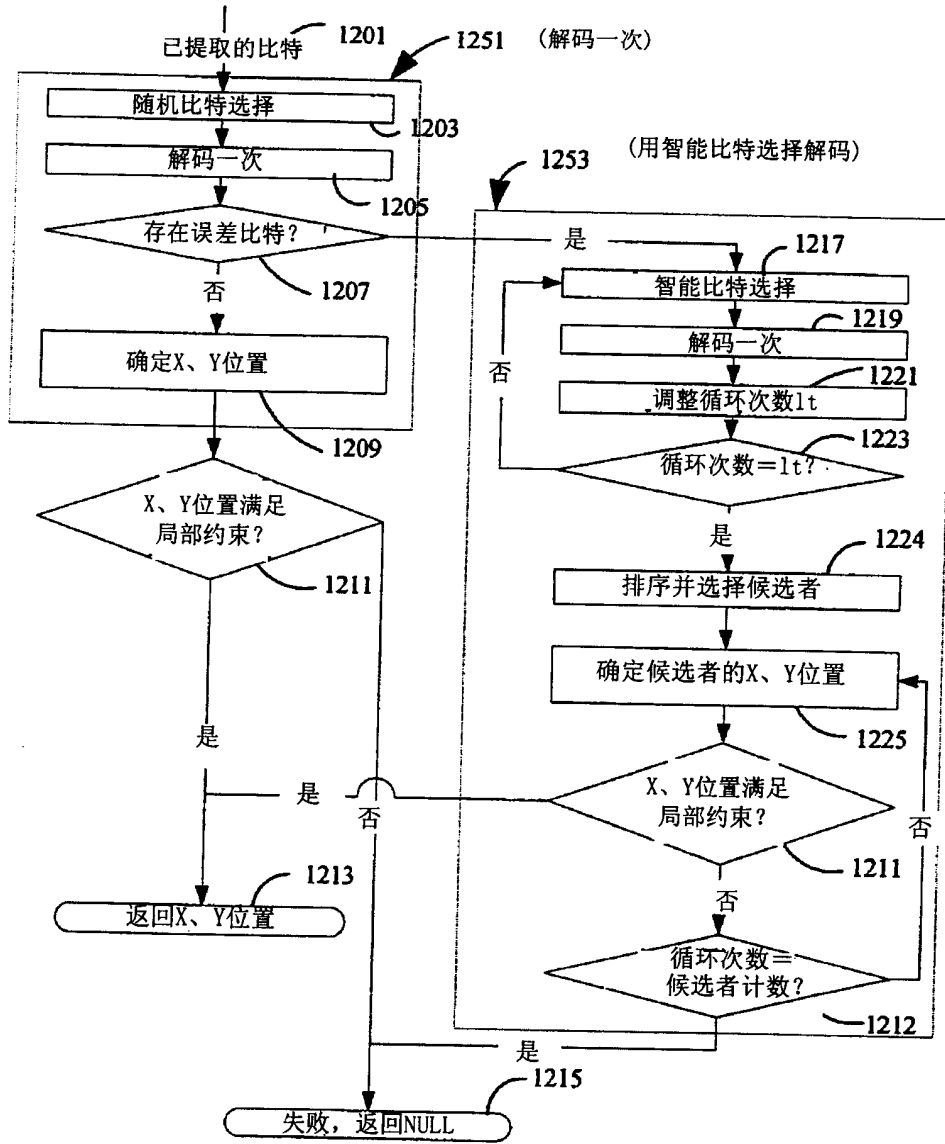 1201
已提取的比特
1251 (解码一次)
随机比特选择
1203
解码一次
1205
存在误差比特?
1207
否
确定X、Y位置
1209
X、Y位置满足
局部约束?
1211
是
否
1213
返回X、Y位置
1253 (用智能比特选择解码)
是
1217
智能比特选择
1219
解码一次
1221
调整循环次数lt
1223
循环次数=lt?
否
是
1224
排序并选择候选者
确定候选者的X、Y位置
1225
X、Y位置满足
局部约束?
1211
是
否
否
循环次数=
候选者计数?
1212
是
1215
失败，返回NULL